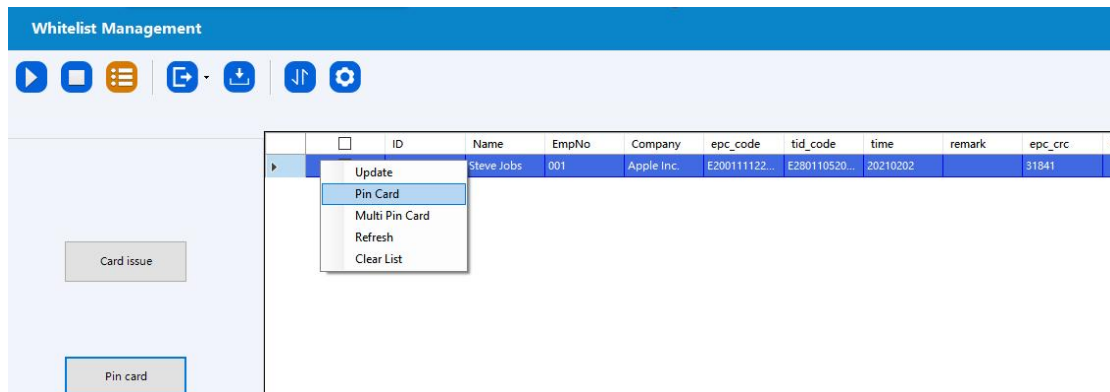 Whitelist Management
ID Name EmpNo Company epc_code tid_code time remark epc_crc
Steve Jobs 001 Apple Inc. E200111122... E280110520... 20210202 31841
Update
Pin Card
Multi Pin Card
Refresh
Clear List
Card issue
Pin card